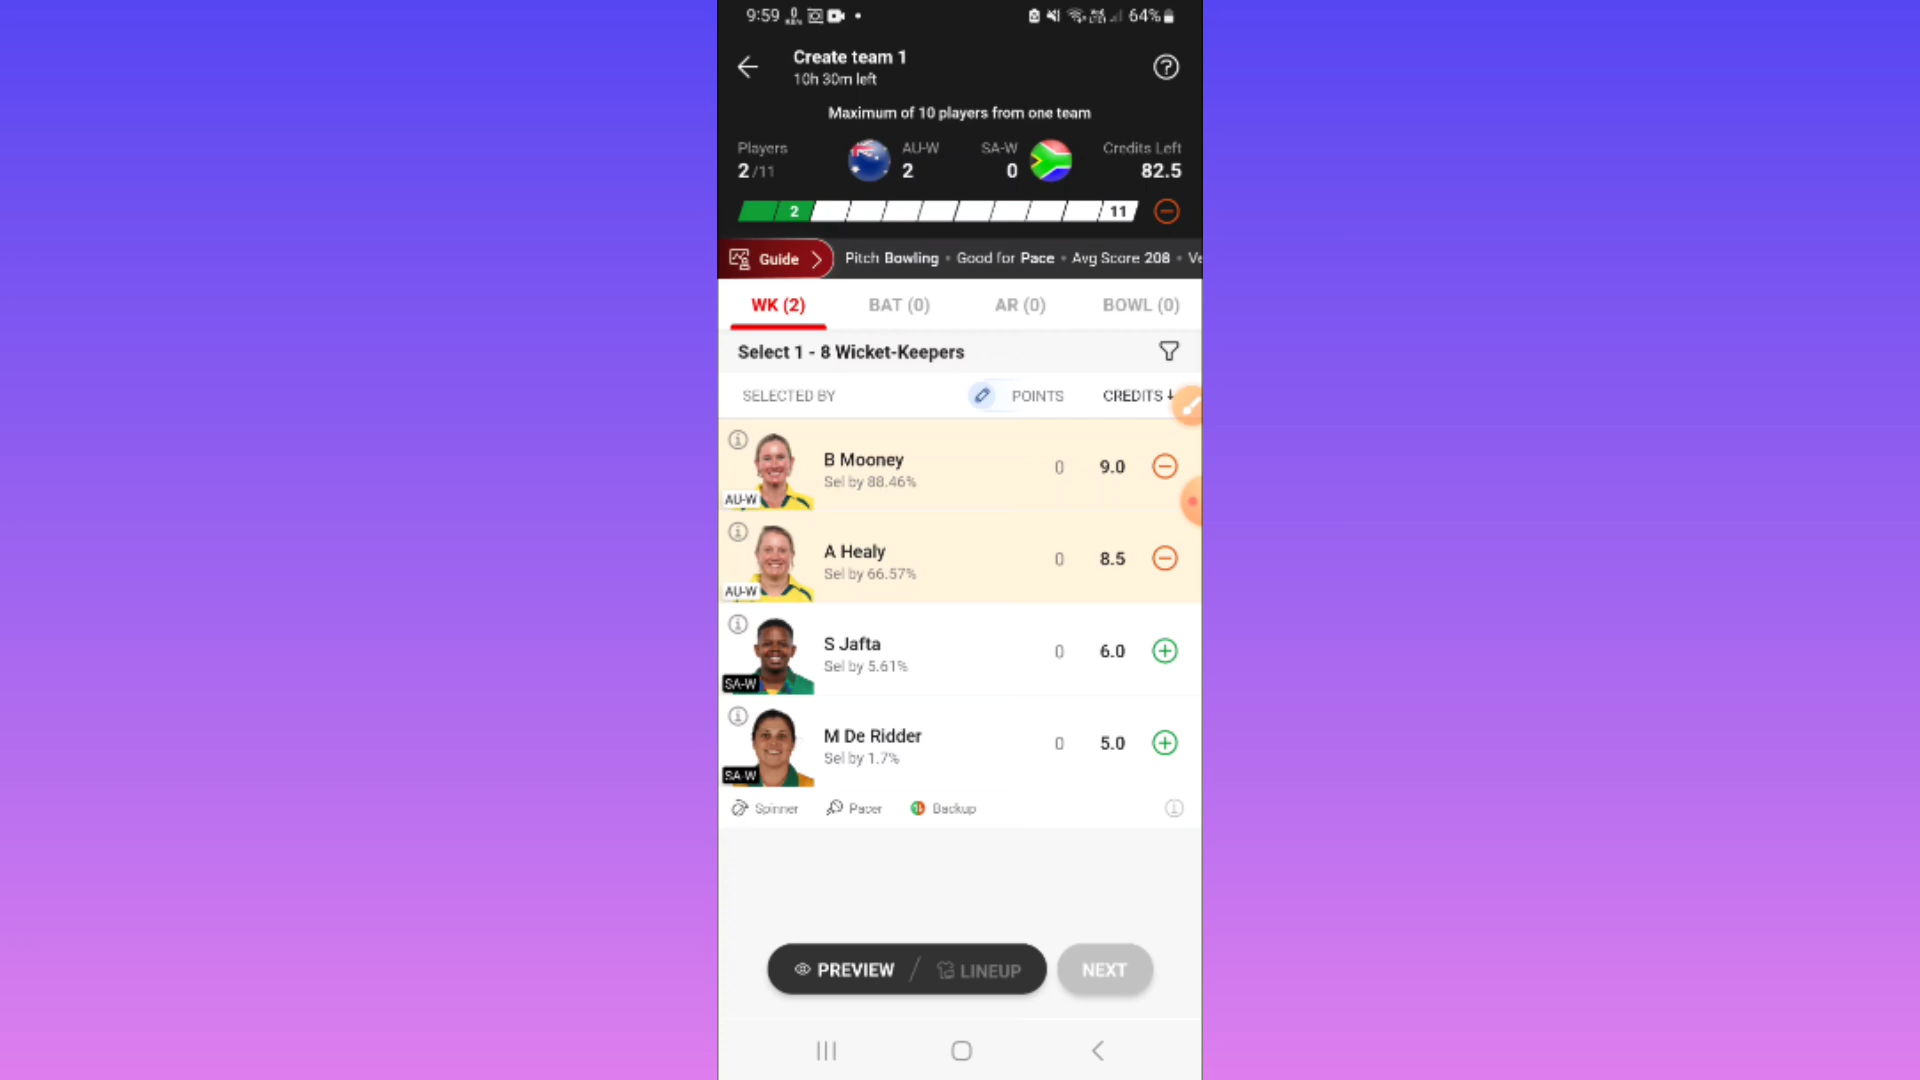 9:59 64%
Create team 1
10h 30m left
Maximum of 10 players from one team
Players AU-W SA-W Credits Left
2/11 2 0 82.5
2 11
Guide Pitch Bowling • Good for Pace • Avg Score 208 • Ve
WK (2) BAT (0) AR (0) BOWL (0)
Select 1 - 8 Wicket-Keepers
SELECTED BY POINTS CREDITS↓
B Mooney 0 9.0
Sel by 88.46%
AU-W
A Healy 0 8.5
Sel by 66.57%
AU-W
S Jafta 0 6.0
Sel by 5.61%
SA-W
M De Ridder 0 5.0
Sel by 1.7%
SA-W
Spinner Pacer Backup
PREVIEW / LINEUP NEXT